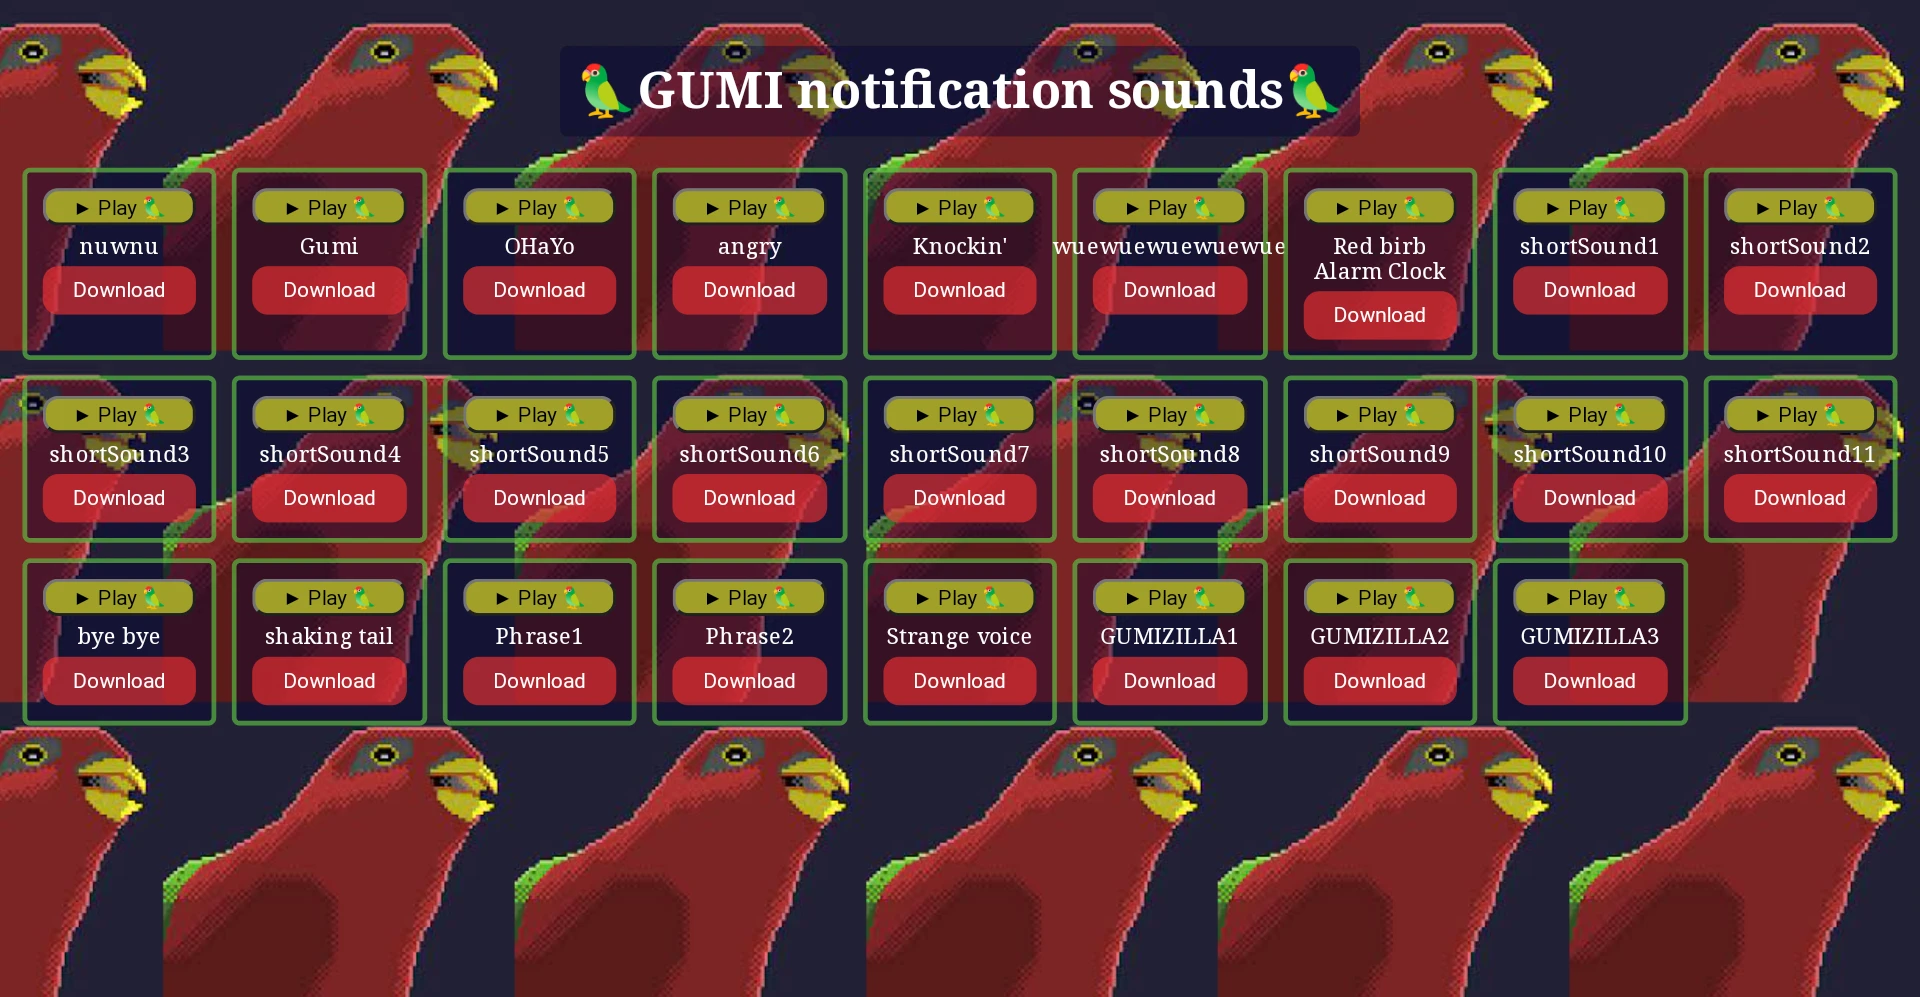 🦜GUMI notification sounds🦜
► Play 🦜
nuwnu
Download
► Play 🦜
Gumi
Download
► Play 🦜
OHaYo
Download
► Play 🦜
angry
Download
► Play 🦜
Knockin'
Download
► Play 🦜
wuewuewuewuewue
Download
► Play 🦜
Red birb
Alarm Clock
Download
► Play 🦜
shortSound1
Download
► Play 🦜
shortSound2
Download
► Play 🦜
shortSound3
Download
► Play 🦜
shortSound4
Download
► Play 🦜
shortSound5
Download
► Play 🦜
shortSound6
Download
► Play 🦜
shortSound7
Download
► Play 🦜
shortSound8
Download
► Play 🦜
shortSound9
Download
► Play 🦜
shortSound10
Download
► Play 🦜
shortSound11
Download
► Play 🦜
bye bye
Download
► Play 🦜
shaking tail
Download
► Play 🦜
Phrase1
Download
► Play 🦜
Phrase2
Download
► Play 🦜
Strange voice
Download
► Play 🦜
GUMIZILLA1
Download
► Play 🦜
GUMIZILLA2
Download
► Play 🦜
GUMIZILLA3
Download